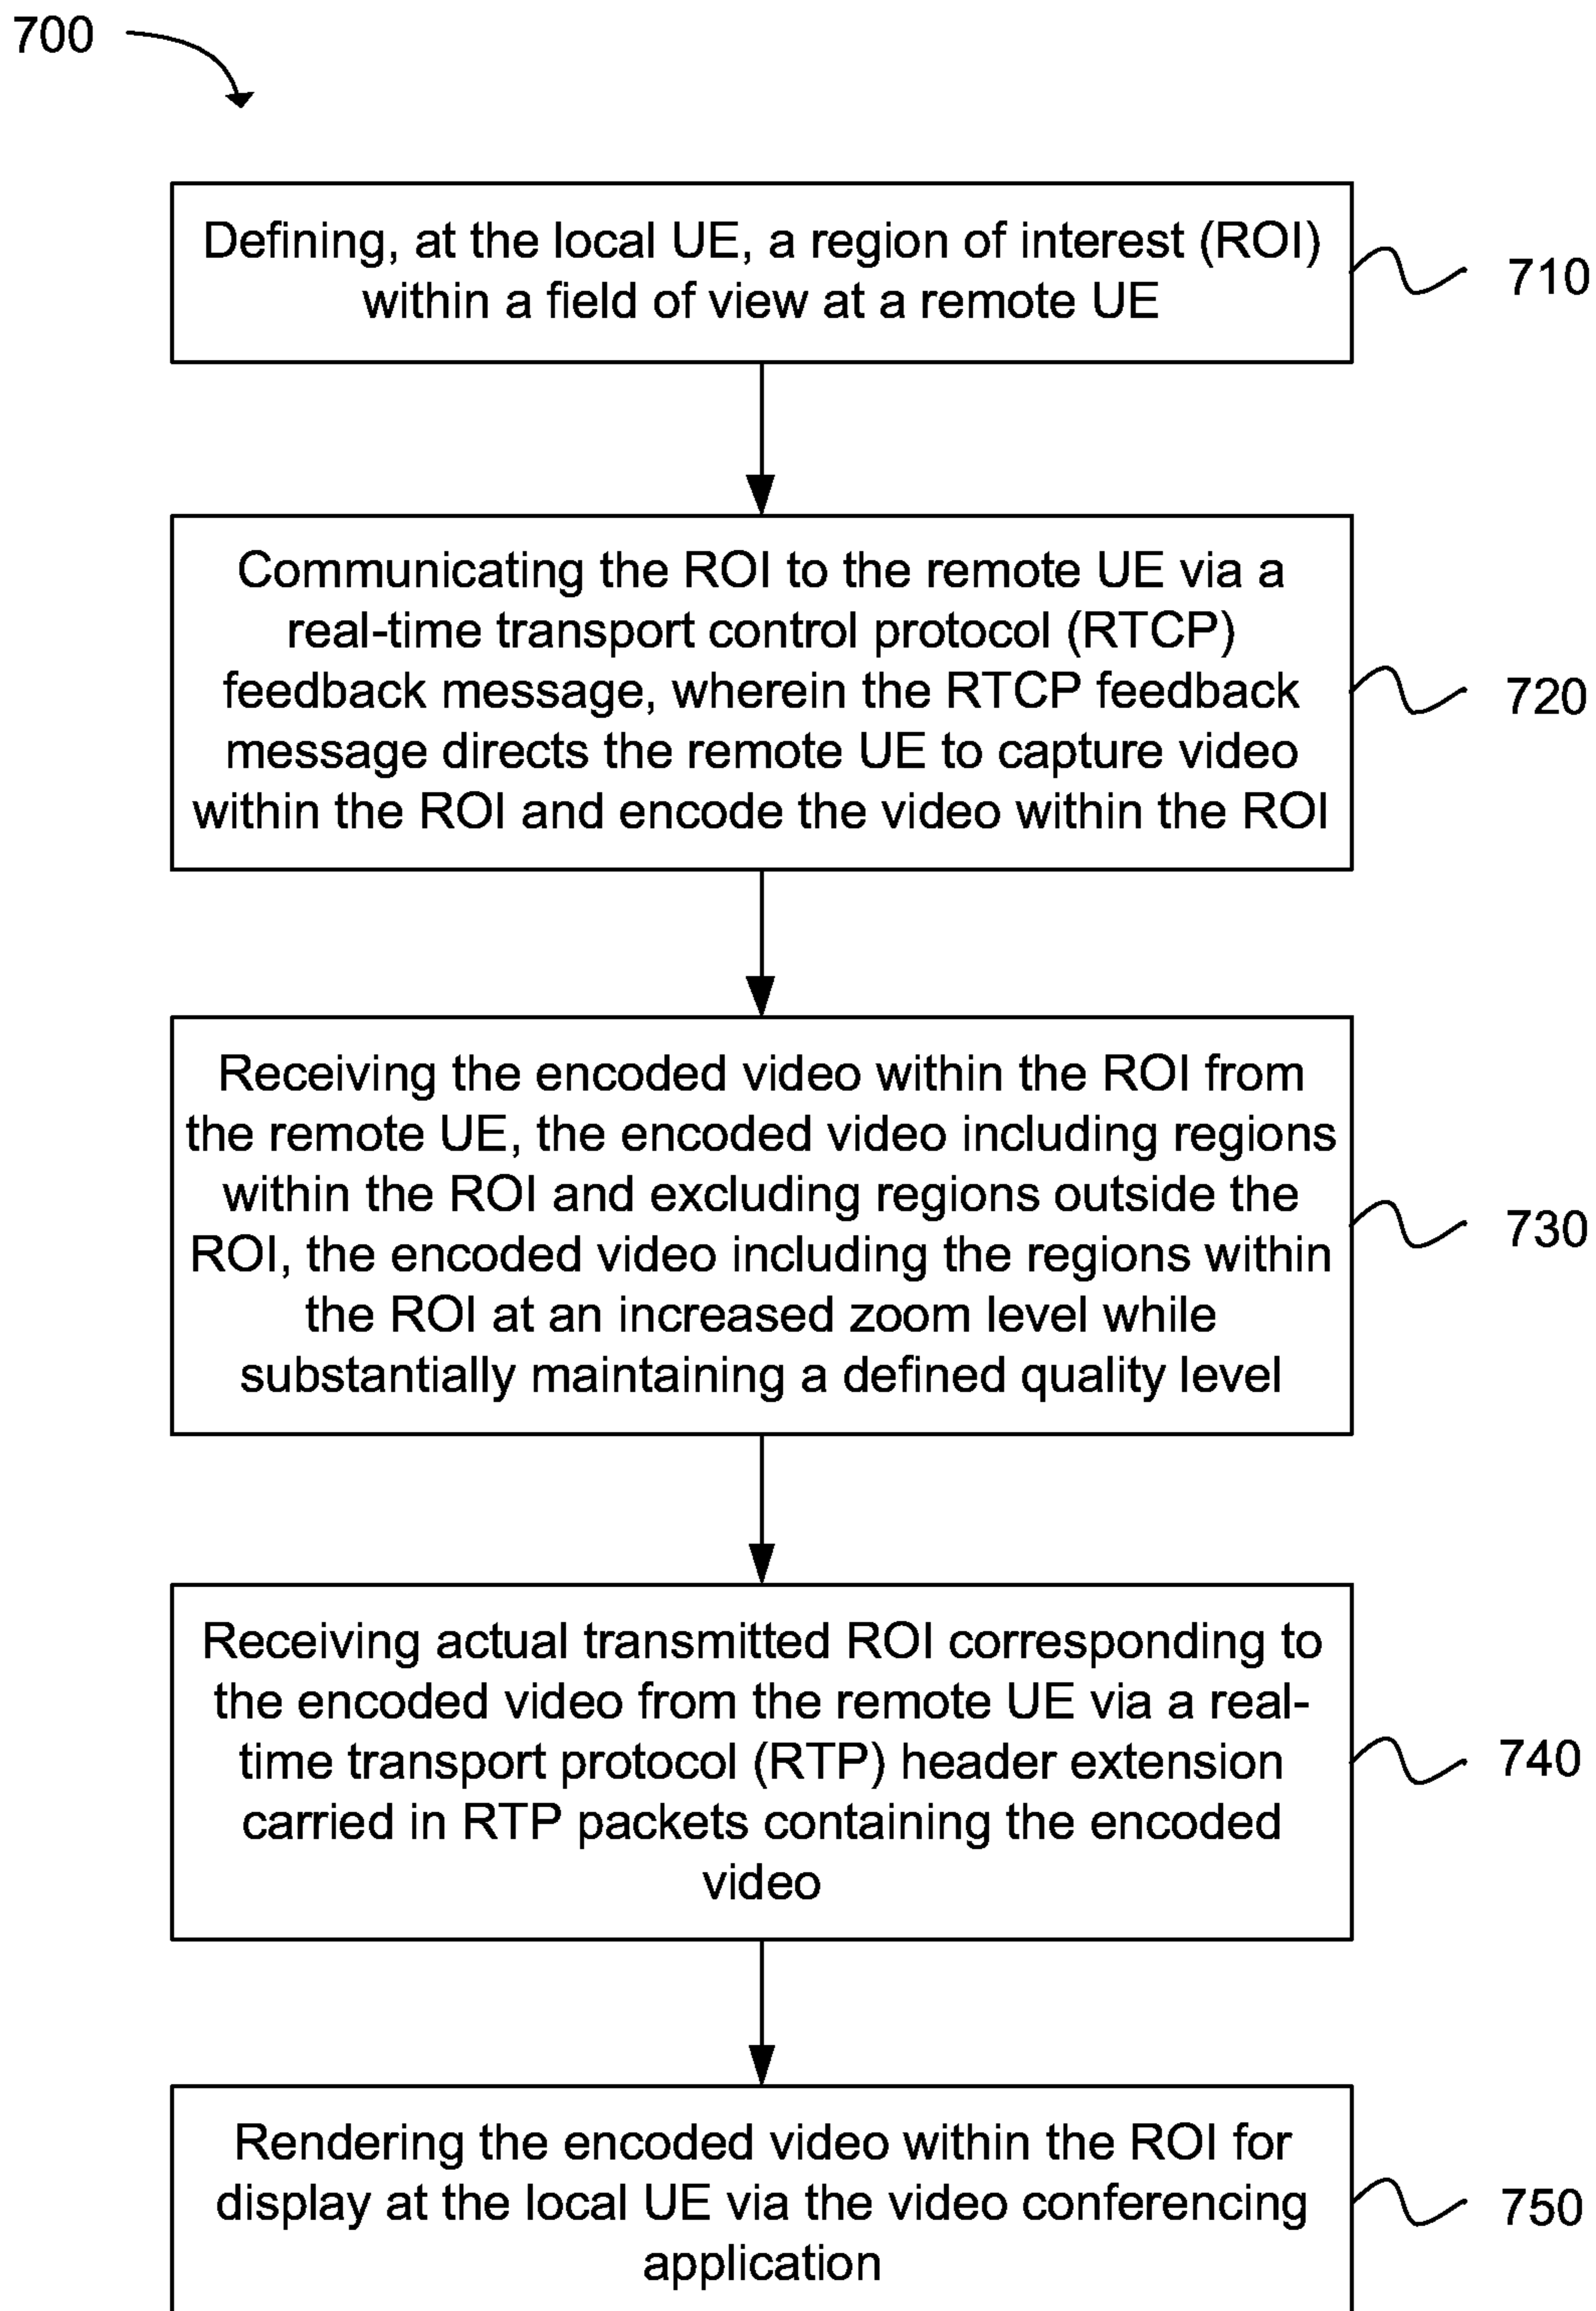 700
Defining, at the local UE, a region of interest (ROI)
within a field of view at a remote UE
710
Communicating the ROI to the remote UE via a
real-time transport control protocol (RTCP)
feedback message, wherein the RTCP feedback
message directs the remote UE to capture video
within the ROI and encode the video within the ROI
720
Receiving the encoded video within the ROI from
the remote UE, the encoded video including regions
within the ROI and excluding regions outside the
ROI, the encoded video including the regions within
the ROI at an increased zoom level while
substantially maintaining a defined quality level
730
Receiving actual transmitted ROI corresponding to
the encoded video from the remote UE via a real-
time transport protocol (RTP) header extension
carried in RTP packets containing the encoded
video
740
Rendering the encoded video within the ROI for
display at the local UE via the video conferencing
application
750